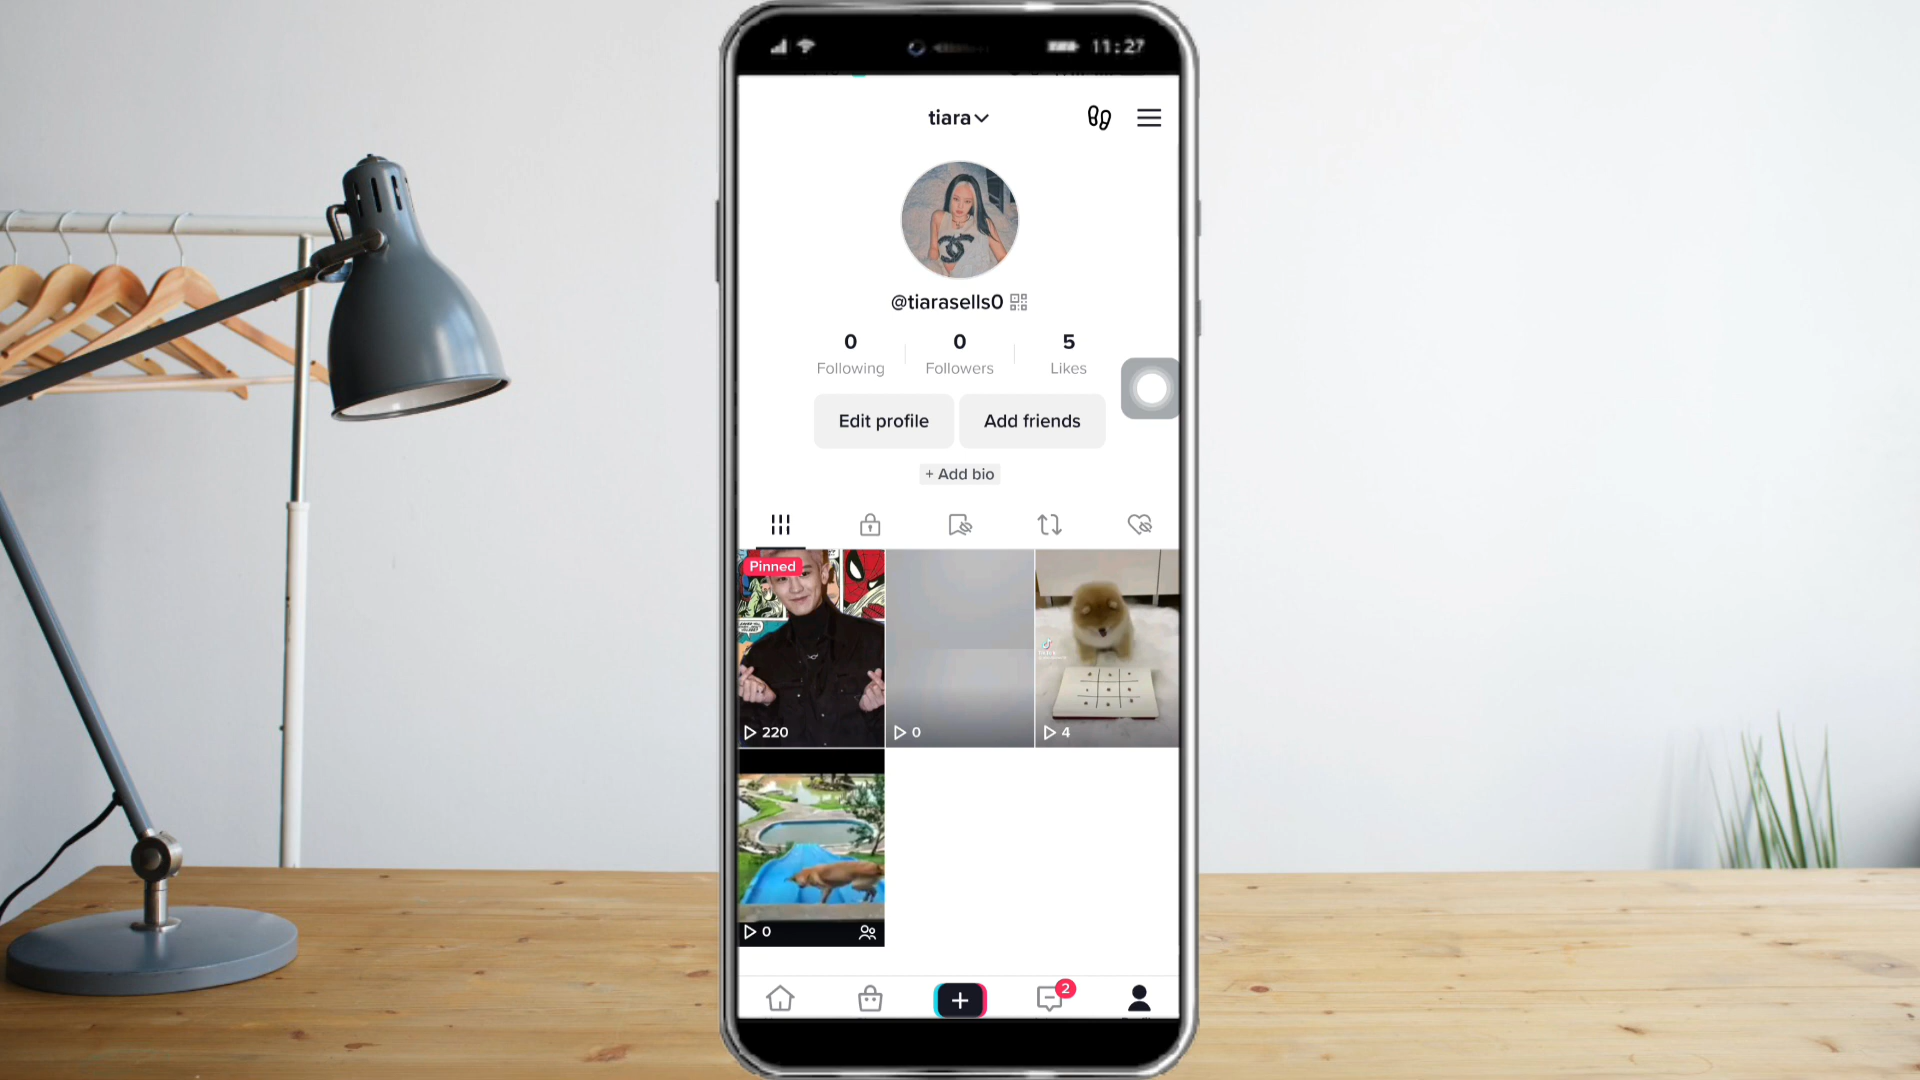 11:27
tiara
@tiarasells0
0 0 5
Following Followers Likes
Edit profile Add friends
+ Add bio
Pinned
220
0
4
0
2